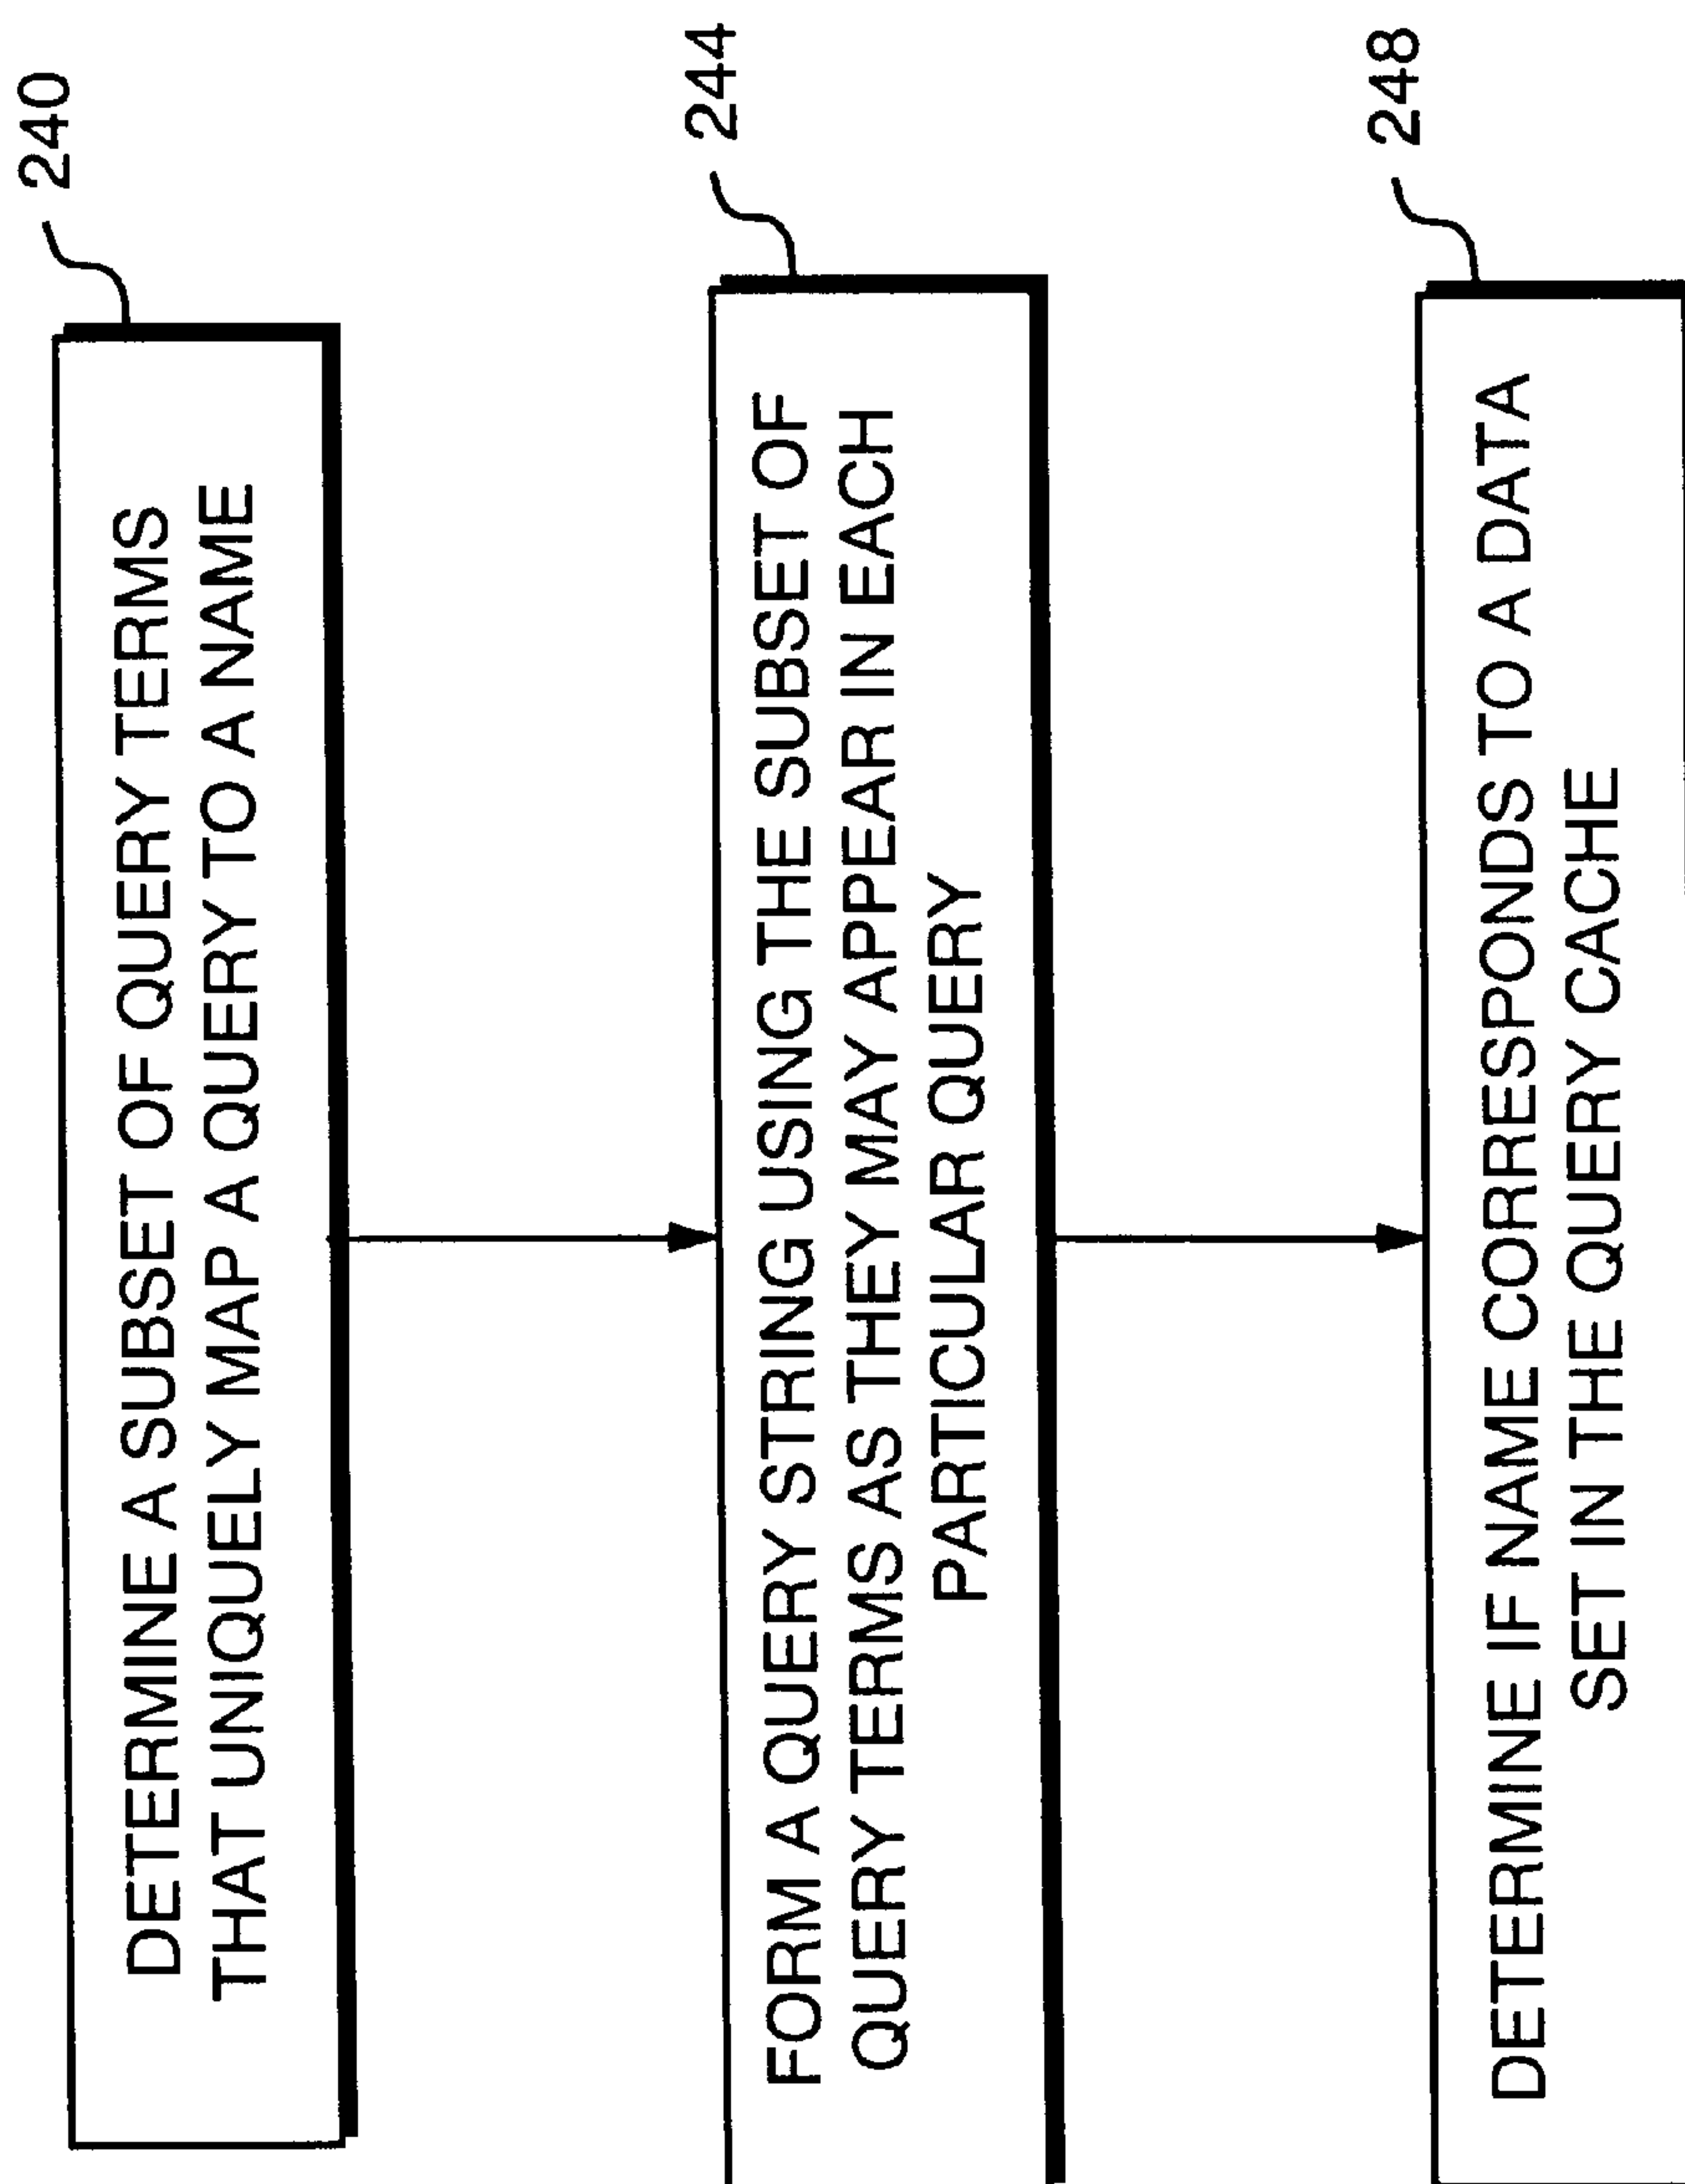 240
DETERMINE A SUBSET OF QUERY TERMS
THAT UNIQUELY MAP A QUERY TO A NAME
244
FORM A QUERY STRING USING THE SUBSET OF
QUERY TERMS AS THEY MAY APPEAR IN EACH
PARTICULAR QUERY
248
DETERMINE IF NAME CORRESPONDS TO A DATA
SET IN THE QUERY CACHE